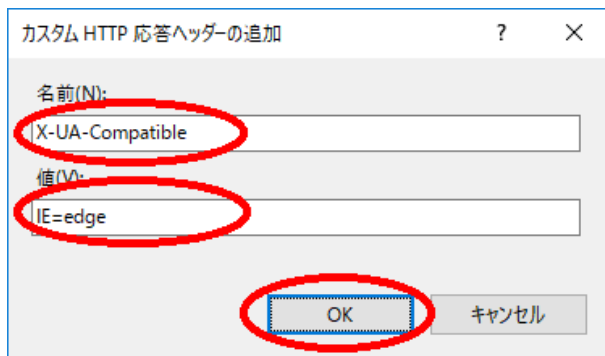 カスタム HTTP 応答ヘッダーの追加 ?
名前(N):
X-UA-Compatible
値(V):
IE=edge
OK キャンセル